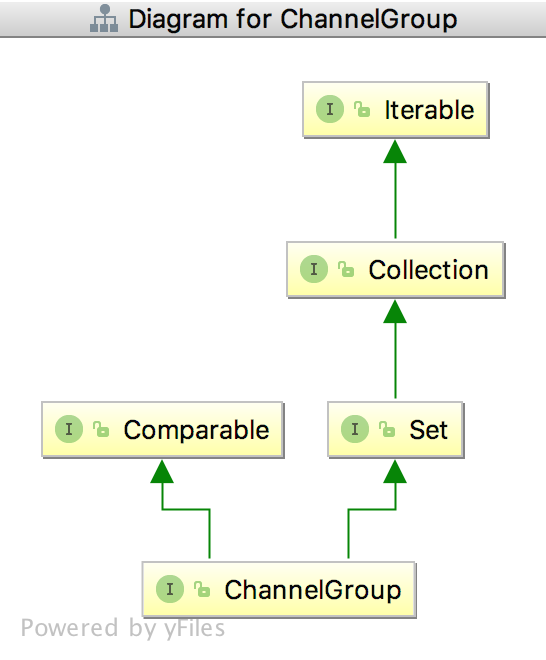 Diagram for ChannelGroup
I Iterable
I Collection
I Comparable
I Set
I ChannelGroup
Powered by yFiles